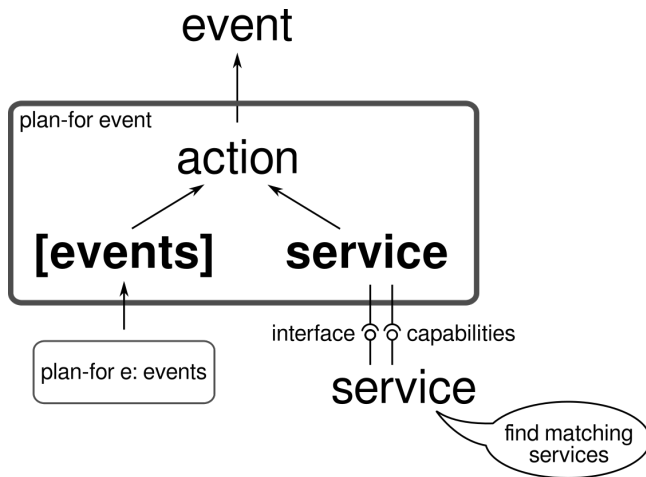 event
plan-for event
action
[events]
service
interface
capabilities
plan-for e: events
service
find matching
services